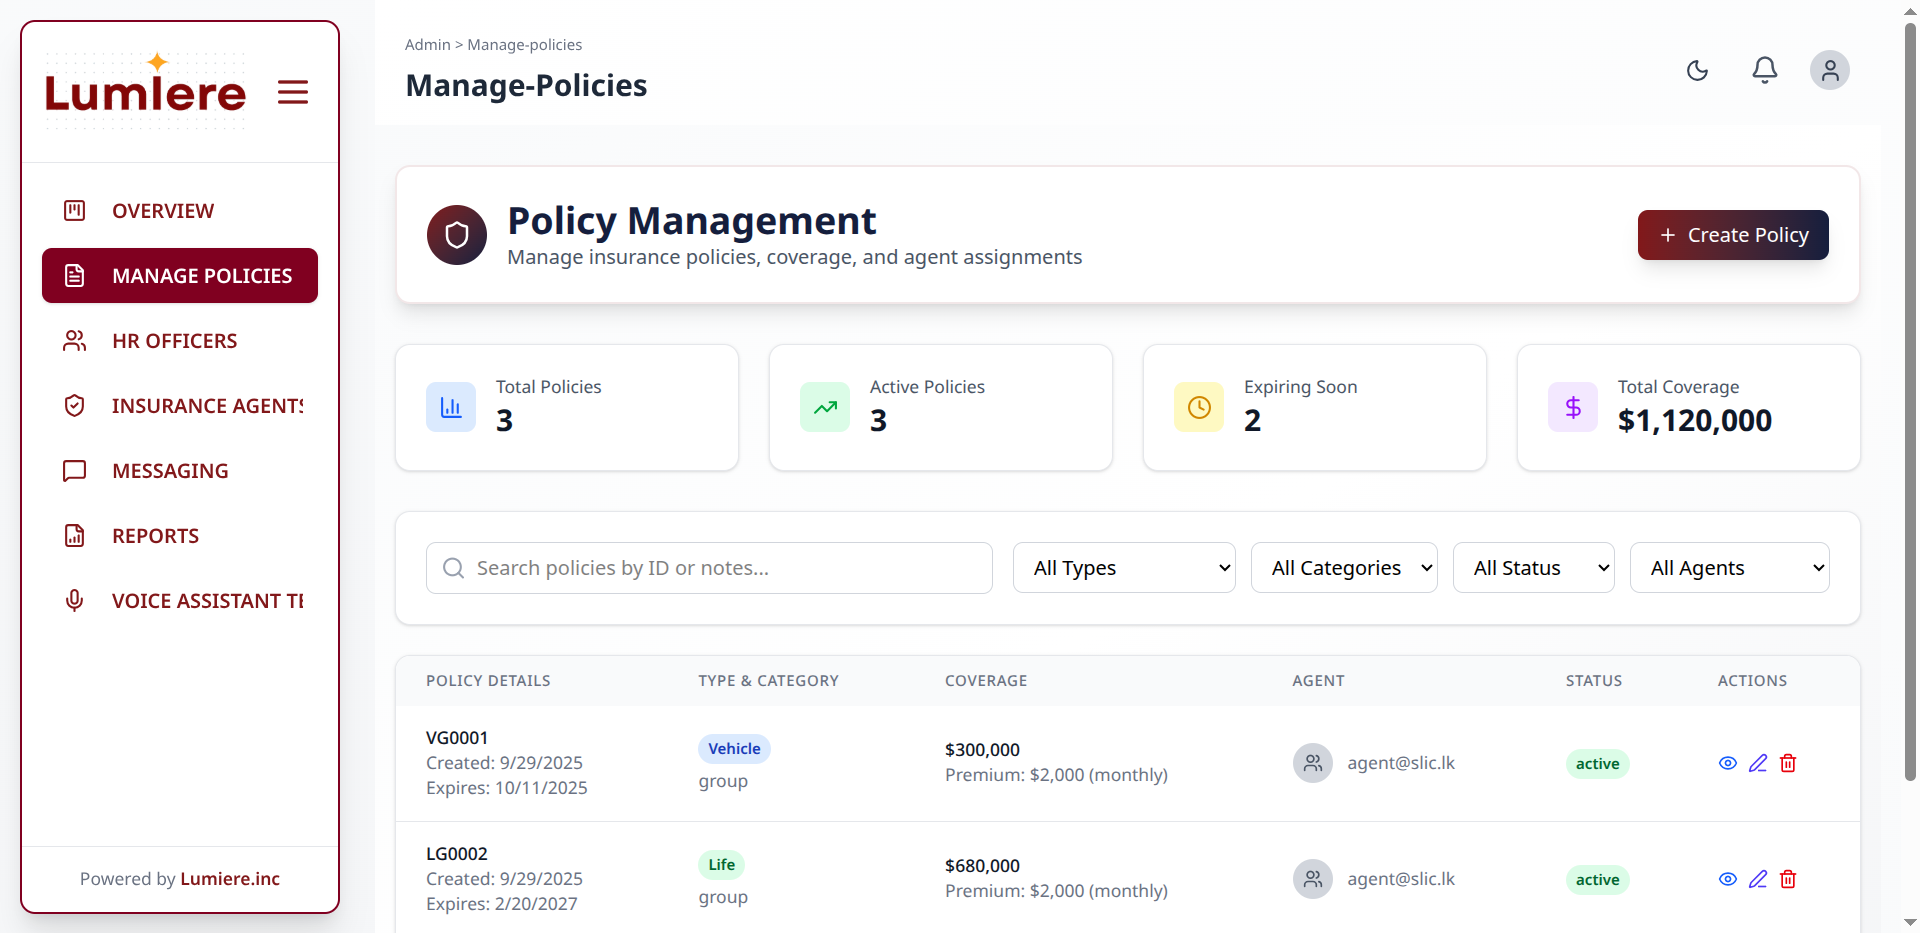 LumIere
OVERVIEW
MANAGE POLICIES
HR OFFICERS
INSURANCE AGENTS
MESSAGING
REPORTS
VOICE ASSISTANT TE
Powered by Lumiere.inc
Admin > Manage-policies
Manage-Policies
Policy Management
Manage insurance policies, coverage, and agent assignments
+ Create Policy
Total Policies
3
Active Policies
3
Expiring Soon
2
Total Coverage
$1,120,000
Search policies by ID or notes...
All Types
All Categories
All Status
All Agents
POLICY DETAILS TYPE & CATEGORY COVERAGE AGENT STATUS ACTIONS
VG0001
Created: 9/29/2025
Expires: 10/11/2025
Vehicle
group
$300,000
Premium: $2,000 (monthly)
agent@slic.lk
active
LG0002
Created: 9/29/2025
Expires: 2/20/2027
Life
group
$680,000
Premium: $2,000 (monthly)
agent@slic.lk
active